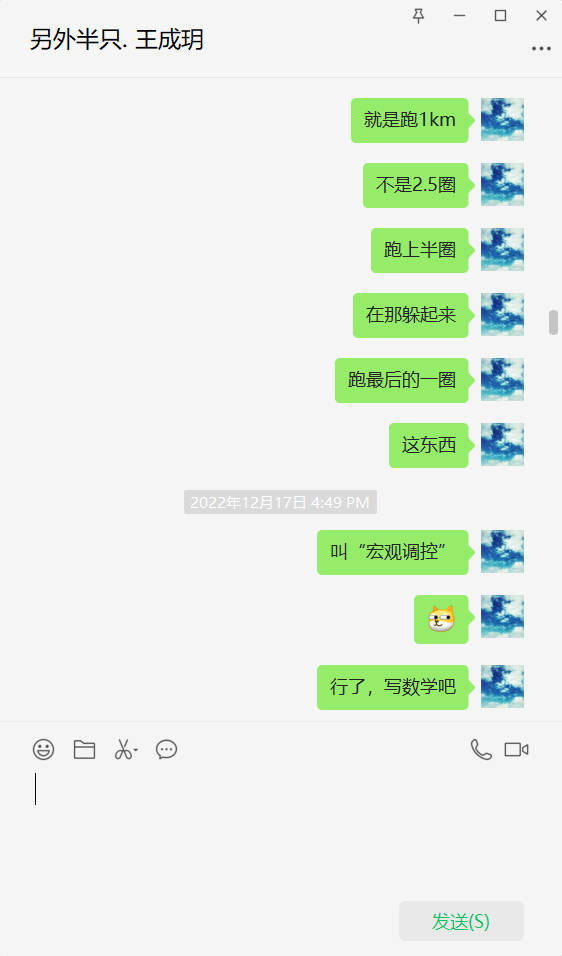 另外半只. 王成玥
就是跑1km
不是2.5圈
跑上半圈
在那躲起来
跑最后的一圈
这东西
2022年12月17日 4:49 PM
叫“宏观调控”
行了，写数学吧
发送(S)